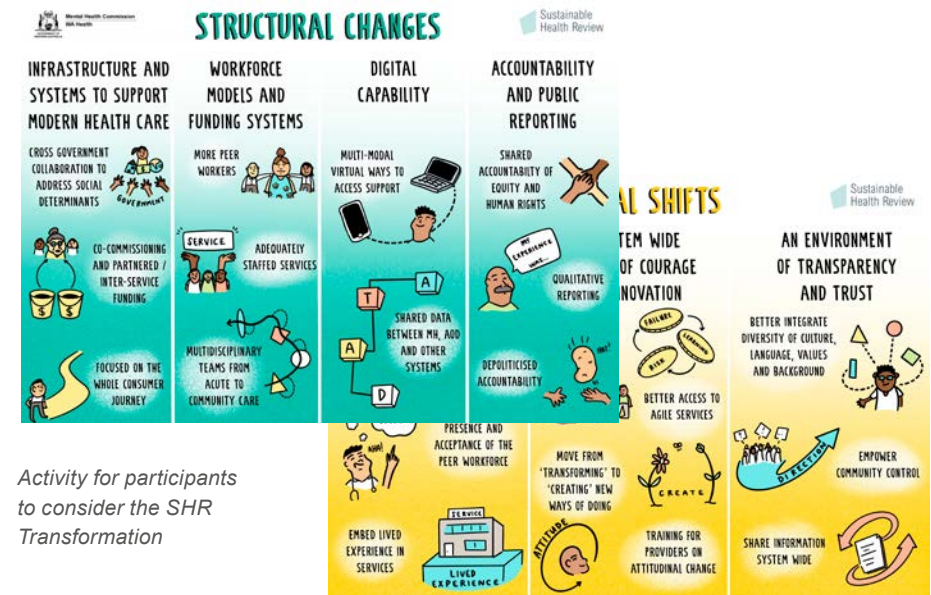 Mental Health Commission
WA Health
STRUCTURAL CHANGES
Sustainable
Health Review
INFRASTRUCTURE AND
SYSTEMS TO SUPPORT
MODERN HEALTH CARE
CROSS GOVERNMENT
COLLABORATION TO
ADDRESS SOCIAL
DETERMINANTS
GOVERNMENT
CO-COMMISSIONING
AND PARTNERED /
INTER-SERVICE
FUNDING
$ $
FOCUSED ON THE
WHOLE CONSUMER
JOURNEY
WORKFORCE
MODELS AND
FUNDING SYSTEMS
MORE PEER
WORKERS
SERVICE
ADEQUATELY
STAFFED SERVICES
MULTIDISCIPLINARY
TEAMS FROM
ACUTE TO
COMMUNITY CARE
DIGITAL
CAPABILITY
MULTI-MODAL
VIRTUAL WAYS TO
ACCESS SUPPORT
A
T
A
D
SHARED DATA
BETWEEN MH, AOD
AND OTHER
SYSTEMS
ACCOUNTABILITY
AND PUBLIC
REPORTING
SHARED
ACCOUNTABILTY OF
EQUITY AND
HUMAN RIGHTS
MY
EXPERIENCE
WAS...
QUALITATIVE
REPORTING
DEPOLITICISED
ACCOUNTABILITY
AL SHIFTS
Sustainable
Health Review
PRESENCE AND
ACCEPTANCE OF THE
PEER WORKFORCE
AHA!
EMBED LIVED
EXPERIENCE IN
SERVICES
SERVICE
LIVED
EXPERIENCE
TEM WIDE
OF COURAGE
NOVATION
FAILURE
LEARNING
RISK
BETTER ACCESS TO
AGILE SERVICES
MOVE FROM
'TRANSFORMING' TO
'CREATING' NEW
WAYS OF DOING
CREATE
ATTITUDE
TRAINING FOR
PROVIDERS ON
ATTITUDINAL CHANGE
AN ENVIRONMENT
OF TRANSPARENCY
AND TRUST
BETTER INTEGRATE
DIVERSITY OF CULTURE,
LANGUAGE, VALUES
AND BACKGROUND
DIRECTION
EMPOWER
COMMUNITY CONTROL
SHARE INFORMATION
SYSTEM WIDE
Activity for participants
to consider the SHR
Transformation